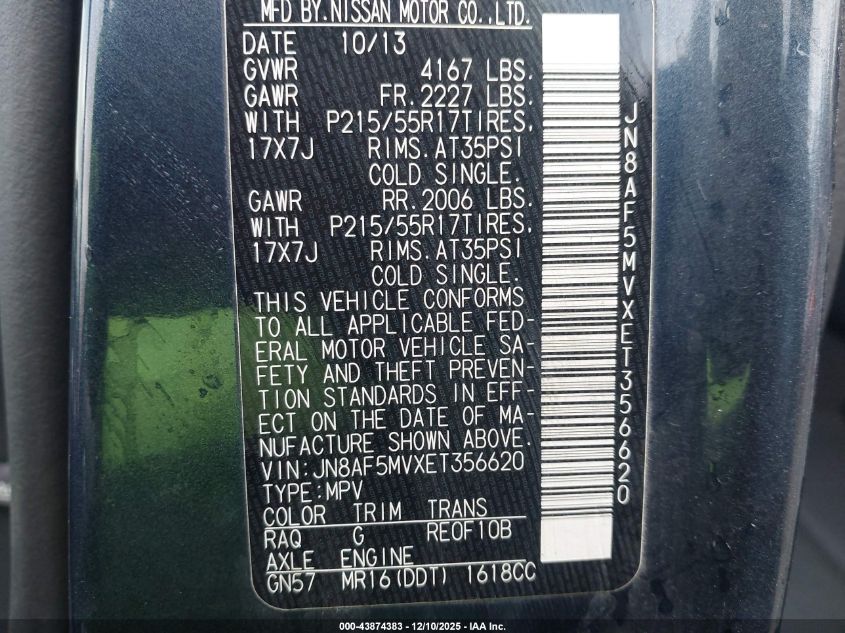 MFD BY.NISSAN MOTOR CO.,LTD.
DATE 10/13
GVWR 4167 LBS.
GAWR FR.2227 LBS.
WITH P215/55R17TIRES,
17X7J RIMS.AT35PSI
COLD SINGLE.
GAWR RR.2006 LBS.
WITH P215/55R17TIRES,
17X7J RIMS.AT35PSI
COLD SINGLE.
THIS VEHICLE CONFORMS
TO ALL APPLICABLE FED-
ERAL MOTOR VEHICLE SA-
FETY AND THEFT PREVEN-
TION STANDARDS IN EFF-
ECT ON THE DATE OF MA-
NUFACTURE SHOWN ABOVE.
VIN:JN8AF5MVXET356620
TYPE:MPV
COLOR TRIM TRANS
RAQ G RE0F10B
AXLE ENGINE
GN57 MR16(DDT) 1618CC
JN8AF5MVXET356620
000-43874383 - 12/10/2025 - IAA Inc.